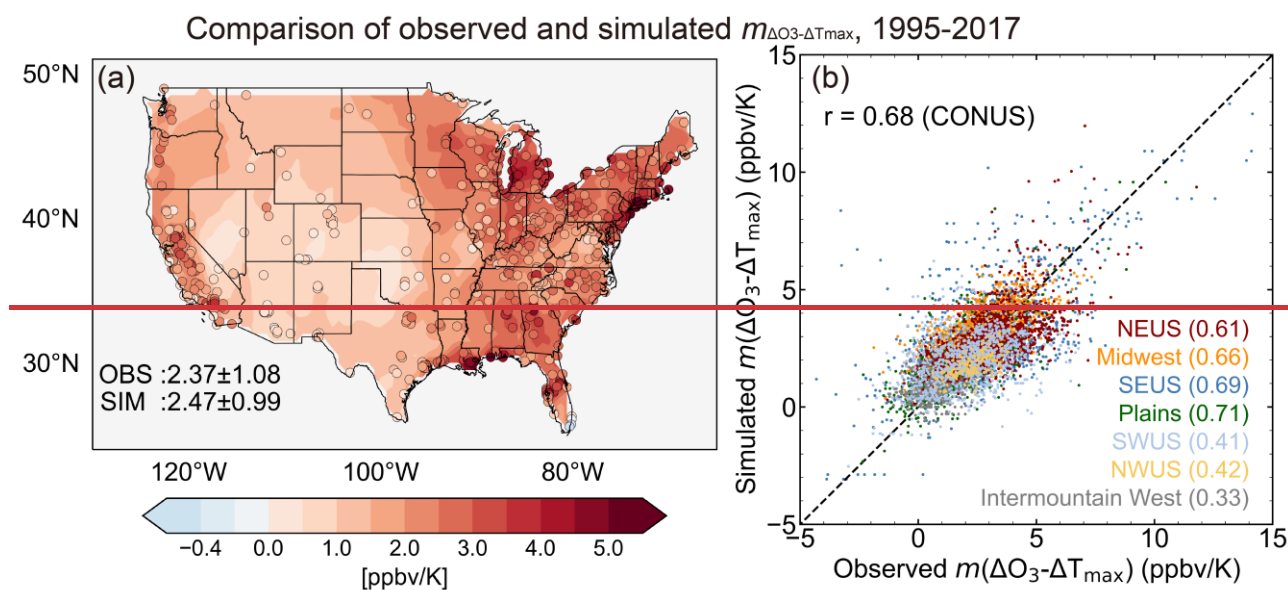 Comparison of observed and simulated mΔO3-ΔTmax, 1995-2017
(a)
50°N
40°N
30°N
OBS :2.37±1.08
SIM :2.47±0.99
120°W 100°W 80°W
−0.4 0.0 1.0 2.0 3.0 4.0 5.0
[ppbv/K]
(b)
r = 0.68 (CONUS)
Simulated m(ΔO3-ΔTmax) (ppbv/K)
15
10
5
0
−5
NEUS (0.61)
Midwest (0.66)
SEUS (0.69)
Plains (0.71)
SWUS (0.41)
NWUS (0.42)
Intermountain West (0.33)
−5 0 5 10 15
Observed m(ΔO3-ΔTmax) (ppbv/K)